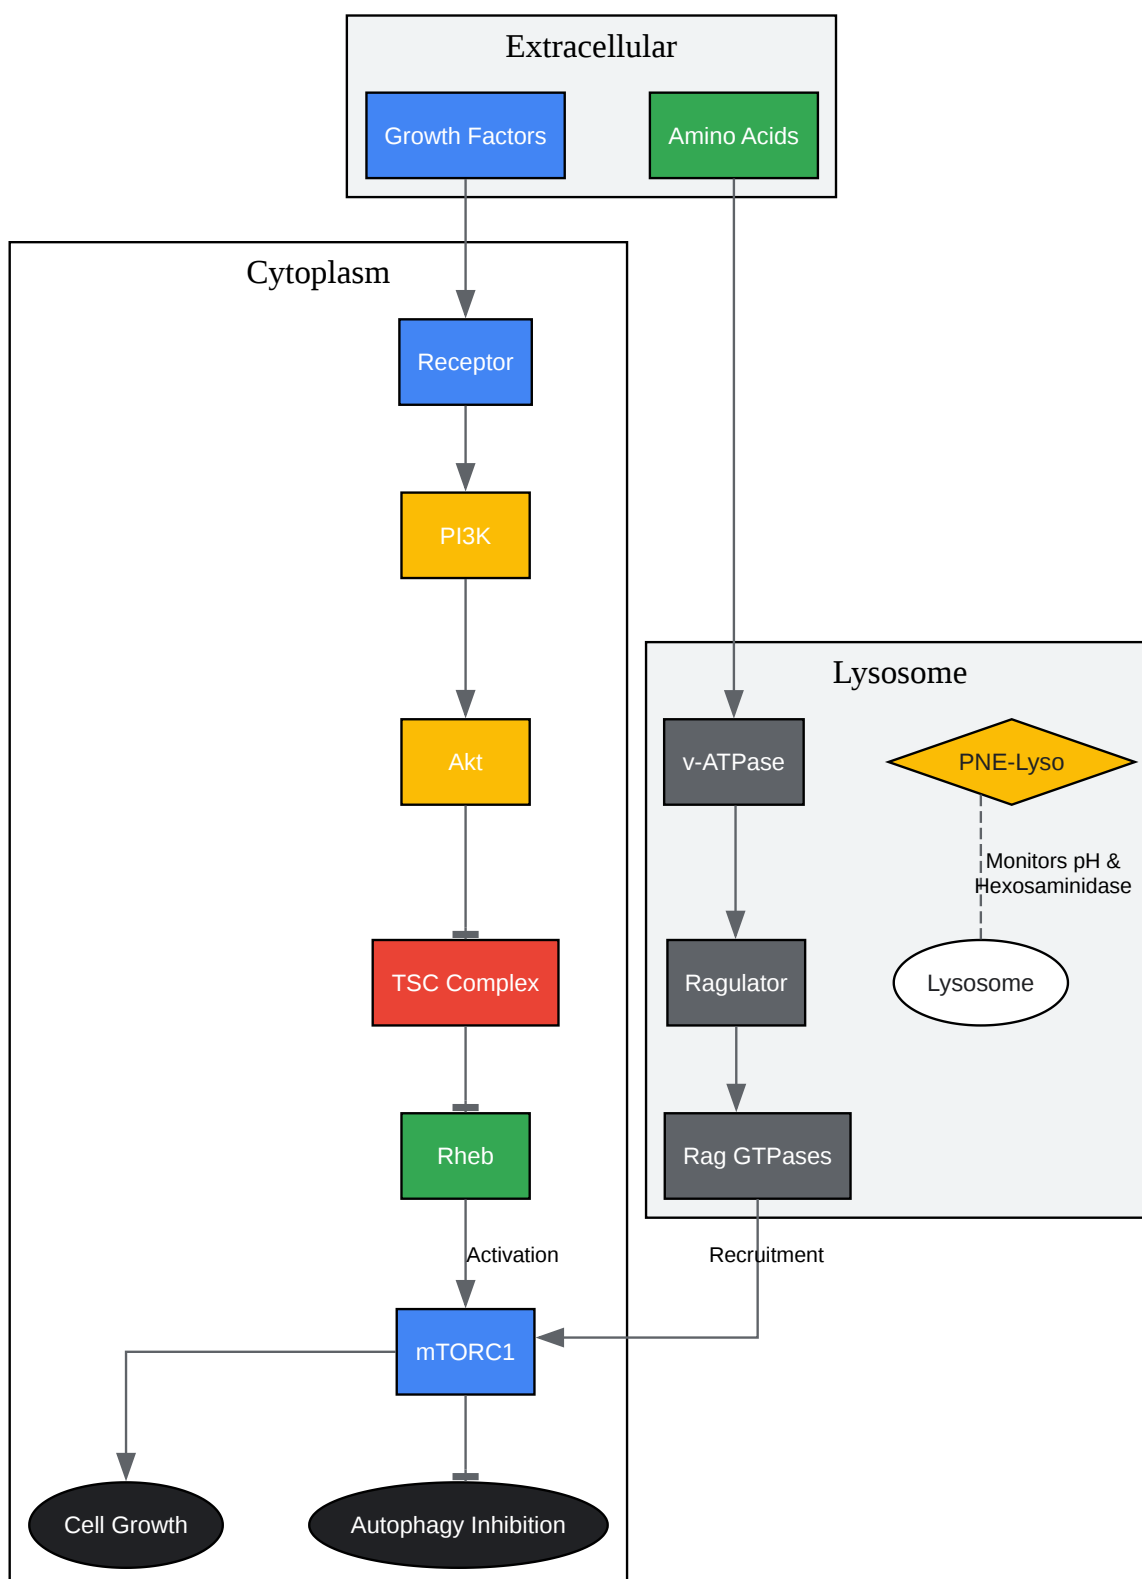 Extracellular
Growth Factors
Amino Acids
Cytoplasm
Receptor
PI3K
Lysosome
Akt
v-ATPase
PNE-Lyso
Monitors pH &
Hexosaminidase
TSC Complex
Ragulator
Lysosome
Rheb
Rag GTPases
Activation
Recruitment
mTORC1
Cell Growth
Autophagy Inhibition